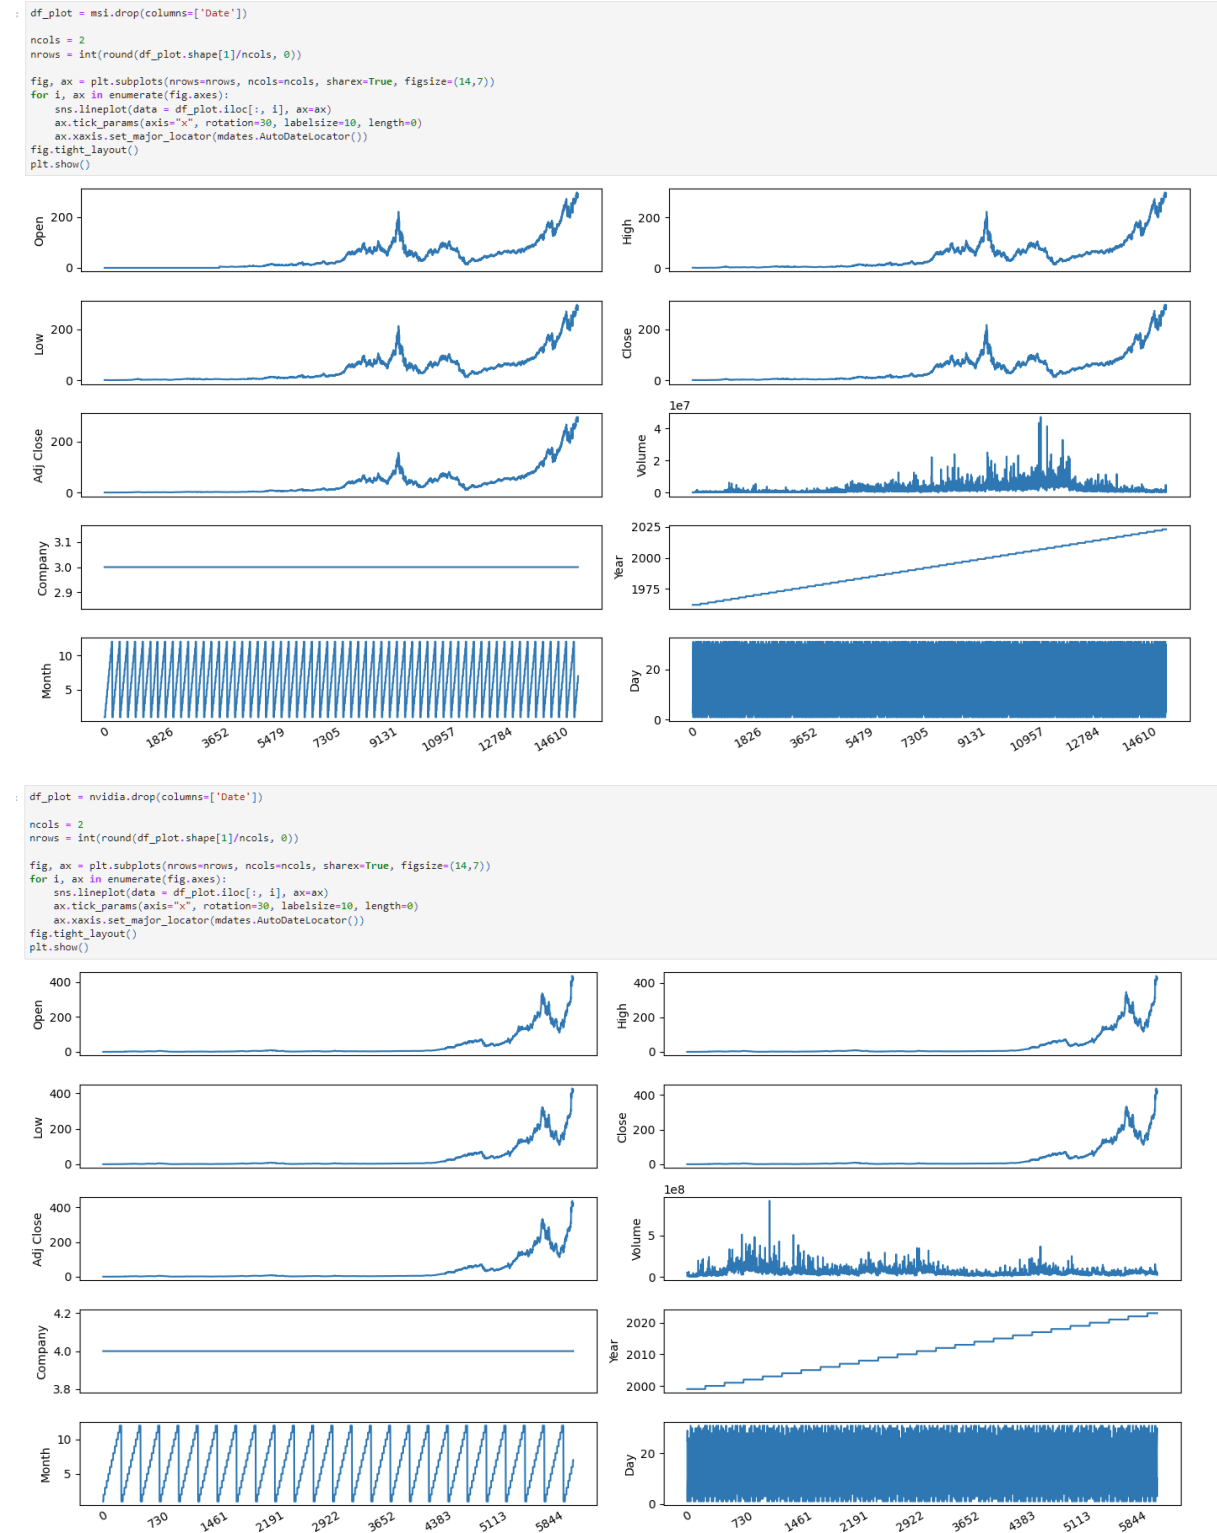 : df_plot = msi.drop(columns=['Date'])
ncols = 2
nrows = int(round(df_plot.shape[1]/ncols, 0))
fig, ax = plt.subplots(nrows=nrows, ncols=ncols, sharex=True, figsize=(14,7))
for i, ax in enumerate(fig.axes):
    sns.lineplot(data = df_plot.iloc[:, i], ax=ax)
    ax.tick_params(axis="x", rotation=30, labelsize=10, length=0)
    ax.xaxis.set_major_locator(mdates.AutoDateLocator())
fig.tight_layout()
plt.show()
Open
200
0
High
200
0
Low
200
0
Close
200
0
Adj Close
200
0
1e7
Volume
4
2
0
Company
3.1
3.0
2.9
Year
2025
2000
1975
Month
10
5
Day
20
0
0 1826 3652 5479 7305 9131 10957 12784 14610
0 1826 3652 5479 7305 9131 10957 12784 14610
: df_plot = nvidia.drop(columns=['Date'])
ncols = 2
nrows = int(round(df_plot.shape[1]/ncols, 0))
fig, ax = plt.subplots(nrows=nrows, ncols=ncols, sharex=True, figsize=(14,7))
for i, ax in enumerate(fig.axes):
    sns.lineplot(data = df_plot.iloc[:, i], ax=ax)
    ax.tick_params(axis="x", rotation=30, labelsize=10, length=0)
    ax.xaxis.set_major_locator(mdates.AutoDateLocator())
fig.tight_layout()
plt.show()
Open
400
200
0
High
400
200
0
Low
400
200
0
Close
400
200
0
Adj Close
400
200
0
1e8
Volume
5
0
Company
4.2
4.0
3.8
Year
2020
2010
2000
Month
10
5
Day
20
0
0 730 1461 2191 2922 3652 4383 5113 5844
0 730 1461 2191 2922 3652 4383 5113 5844